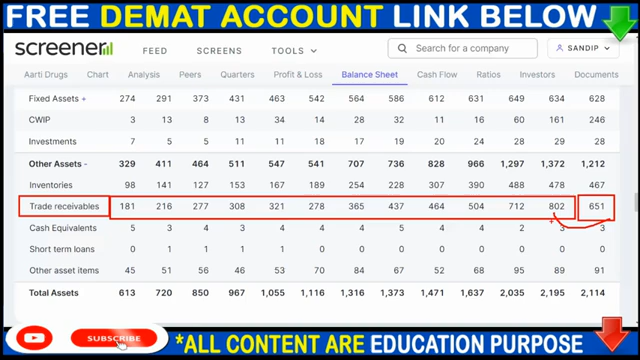 FREE DEMAT ACCOUNT LINK BELOW
screener
FEED SCREENS TOOLS
Search for a company
SANDIP
Aarti Drugs Chart Analysis Peers Quarters Profit & Loss Balance Sheet Cash Flow Ratios Investors Documents
Fixed Assets + 274 291 373 431 463 542 564 586 612 631 649 634 628
CWIP 3 13 8 13 34 14 28 32 11 16 60 161 246
Investments 7 5 5 11 11 18 17 19 20 24 28 29 28
Other Assets - 329 411 464 511 547 541 707 736 828 966 1,297 1,372 1,212
Inventories 98 141 127 153 167 189 254 228 307 390 488 478 467
Trade receivables 181 216 277 308 321 278 365 437 464 504 712 802 651
Cash Equivalents 5 3 4 3 4 4 4 5 4 4 2 3 3
Short term loans 0 1 1 1 1 1 1 0 0 0 0 0 0
Other asset items 45 51 56 46 53 70 84 67 52 68 95 89 91
Total Assets 613 720 850 967 1,055 1,116 1,316 1,373 1,471 1,637 2,035 2,195 2,114
SUBSCRIBE
*ALL CONTENT ARE EDUCATION PURPOSE